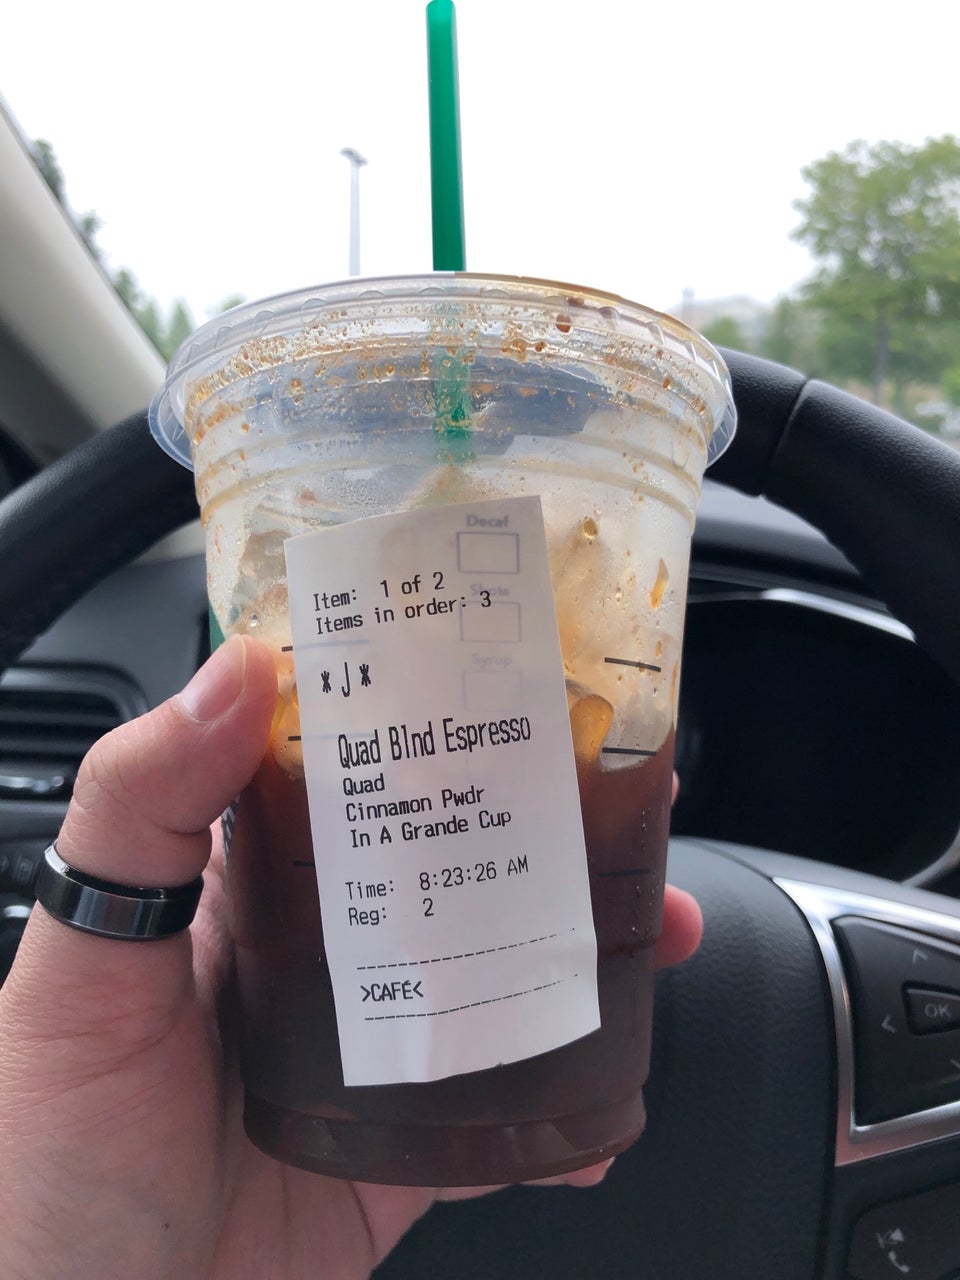 Decaf
Item: 1 of 2
Items in order: 3
Shots
*J*
Syrup
Quad Blnd Espresso
Quad
Cinnamon Pwdr
In A Grande Cup
Time: 8:23:26 AM
Reg: 2
>CAFÉ<
OK